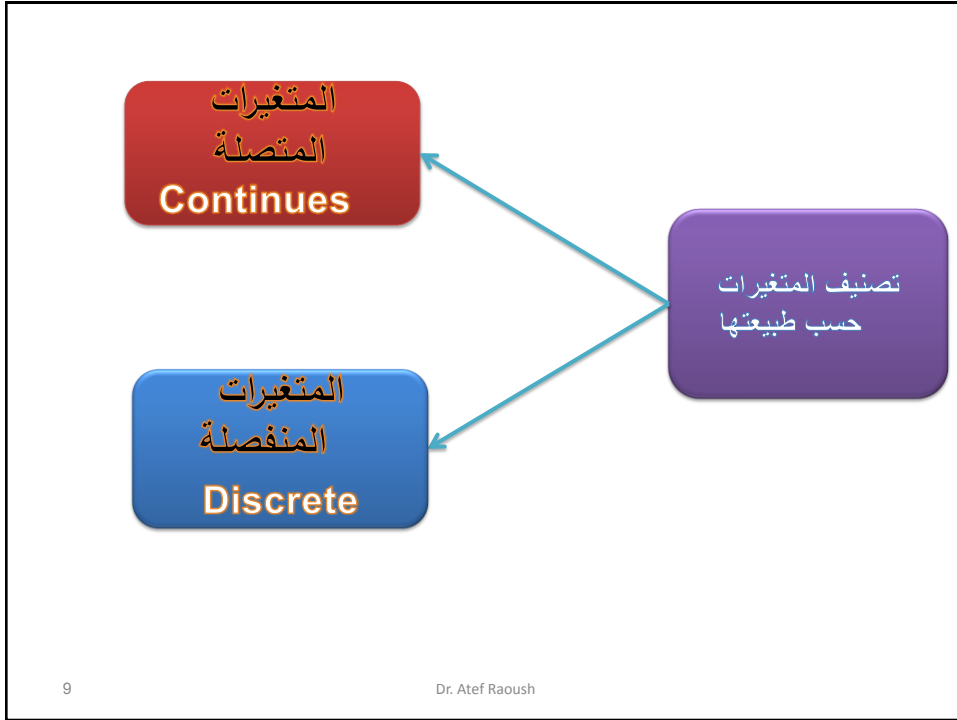 المتغيرات
المتصلة
Continues
تصنيف المتغيرات
حسب طبيعتها
المتغيرات
المنفصلة
Discrete
9
Dr. Atef Raoush